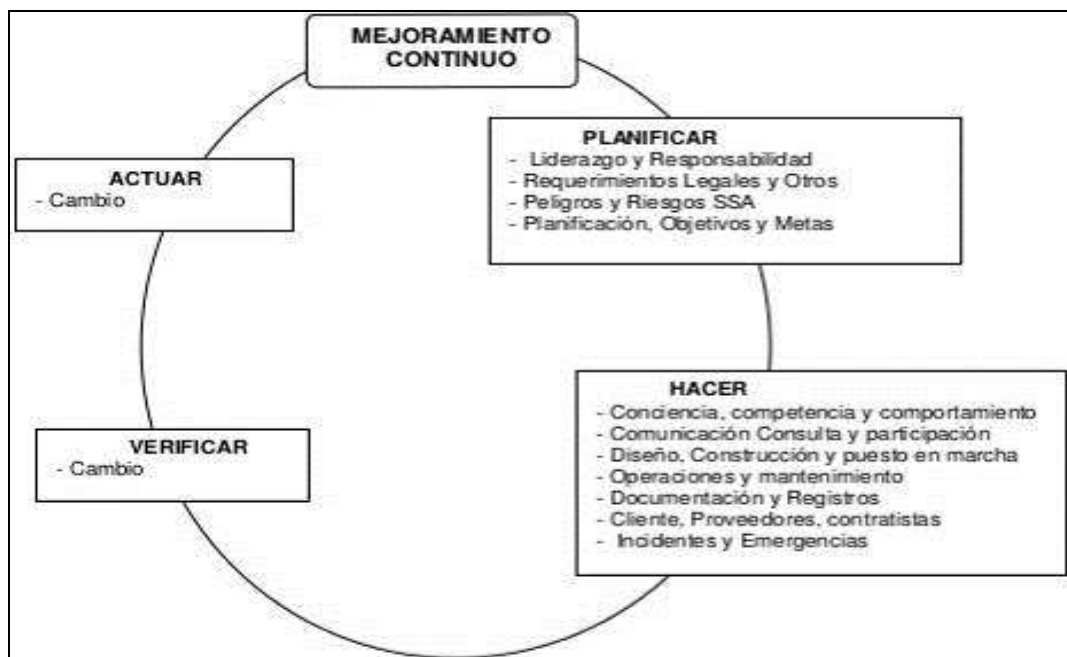 MEJORAMIENTO
CONTINUO
PLANIFICAR
- Liderazgo y Responsabilidad
- Requerimientos Legales y Otros
- Peligros y Riesgos SSA
- Planificación, Objetivos y Metas
HACER
- Conciencia, competencia y comportamiento
- Comunicación Consulta y participación
- Diseño, Construcción y puesto en marcha
- Operaciones y mantenimiento
- Documentación y Registros
- Cliente, Proveedores, contratistas
- Incidentes y Emergencias
VERIFICAR
- Cambio
ACTUAR
- Cambio